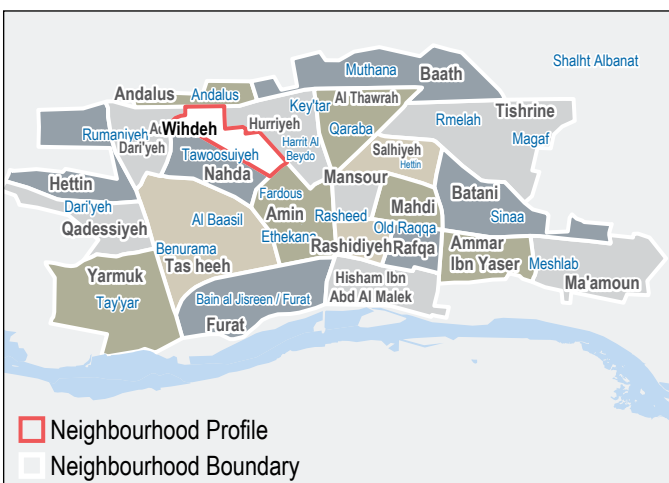 Muthana
Baath
Shalht Albanat
Andalus
Andalus
Key'tar
Al Thawrah
Tishrine
Rmelah
Rumaniyeh
Wihdeh
Hurriyeh
Qaraba
Magaf
Dari'yeh
Tawoosuiyeh
Harrit Al
Beydo
Salhiyeh
Hettin
Hettin
Nahda
Mansour
Batani
Dari'yeh
Fardous
Mahdi
Qadessiyeh
Al Baasil
Amin
Rasheed
Old Raqqa
Sinaa
Benurama
Ethekana
Rashidiyeh
Rafqa
Ammar
Ibn Yaser
Tas heeh
Meshlab
Yarmuk
Hisham Ibn
Abd Al Malek
Ma'amoun
Tay'yar
Bain al Jisreen / Furat
Furat
Neighbourhood Profile
Neighbourhood Boundary